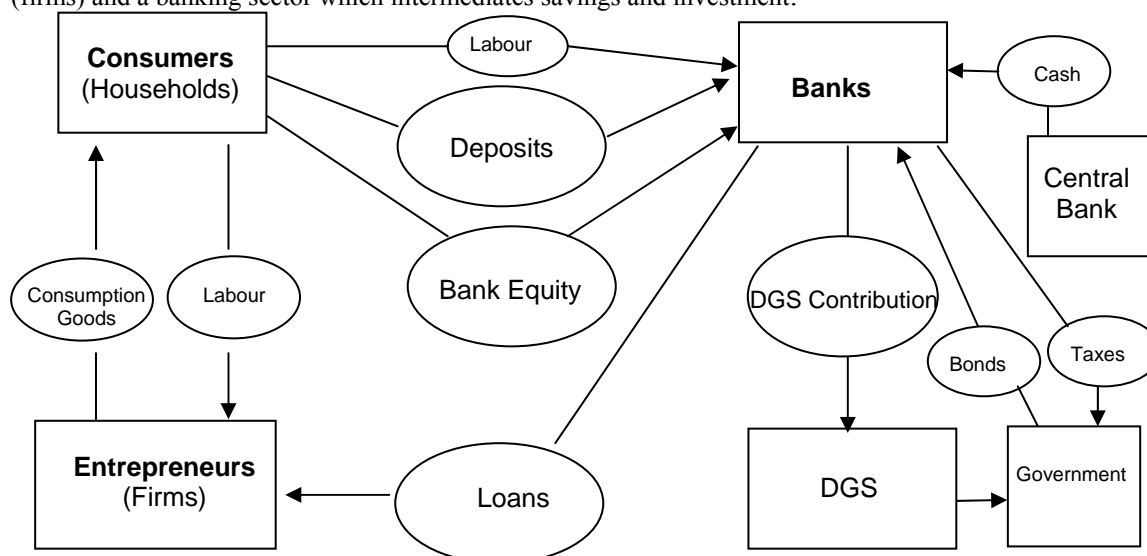 (firms) and a banking sector which intermediates savings and investment.
Consumers
(Households)
Labour
Banks
Cash
Deposits
Central
Bank
Bank Equity
Consumption
Goods
Labour
DGS Contribution
Bonds
Taxes
Entrepreneurs
(Firms)
Loans
DGS
Government